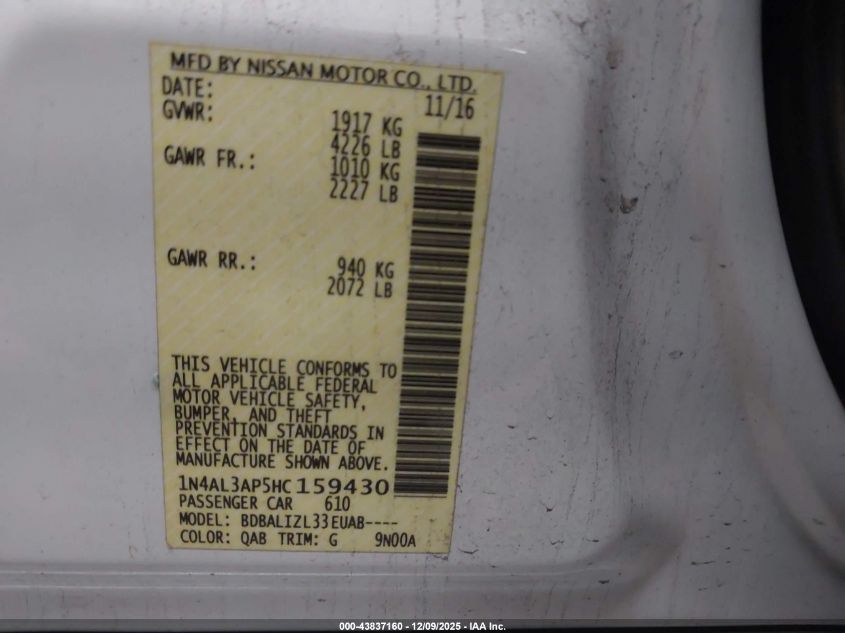 MFD BY NISSAN MOTOR CO., LTD.
DATE: 11/16
GVWR: 1917 KG
4226 LB
GAWR FR.: 1010 KG
2227 LB
GAWR RR.: 940 KG
2072 LB
THIS VEHICLE CONFORMS TO
ALL APPLICABLE FEDERAL
MOTOR VEHICLE SAFETY,
BUMPER, AND THEFT
PREVENTION STANDARDS IN
EFFECT ON THE DATE OF
MANUFACTURE SHOWN ABOVE.
1N4AL3AP5HC159430
PASSENGER CAR 610
MODEL: BDBALIZL33EUAB----
COLOR: QAB TRIM: G 9N00A
000-43837160 - 12/09/2025 - IAA Inc.